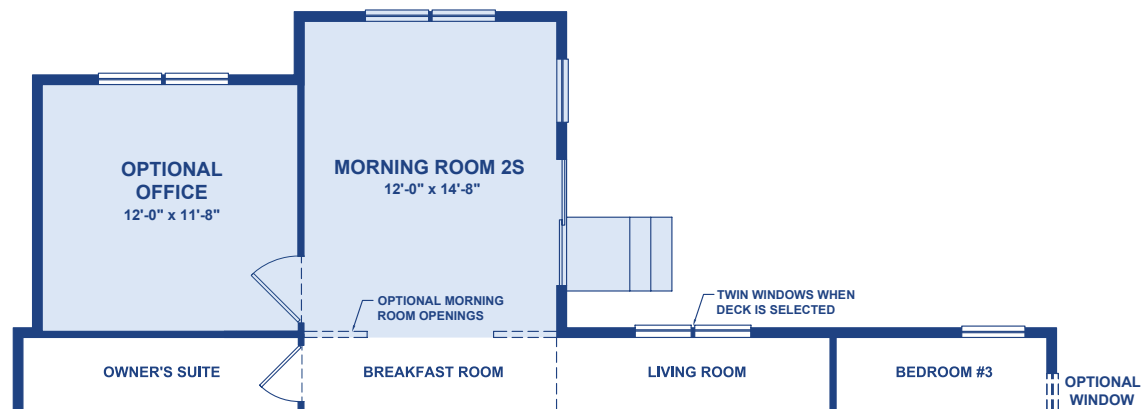 OPTIONAL
OFFICE
12'-0" x 11'-8"
MORNING ROOM 2S
12'-0" x 14'-8"
OPTIONAL MORNING
ROOM OPENINGS
TWIN WINDOWS WHEN
DECK IS SELECTED
OWNER'S SUITE
BREAKFAST ROOM
LIVING ROOM
BEDROOM #3
OPTIONAL
WINDOW